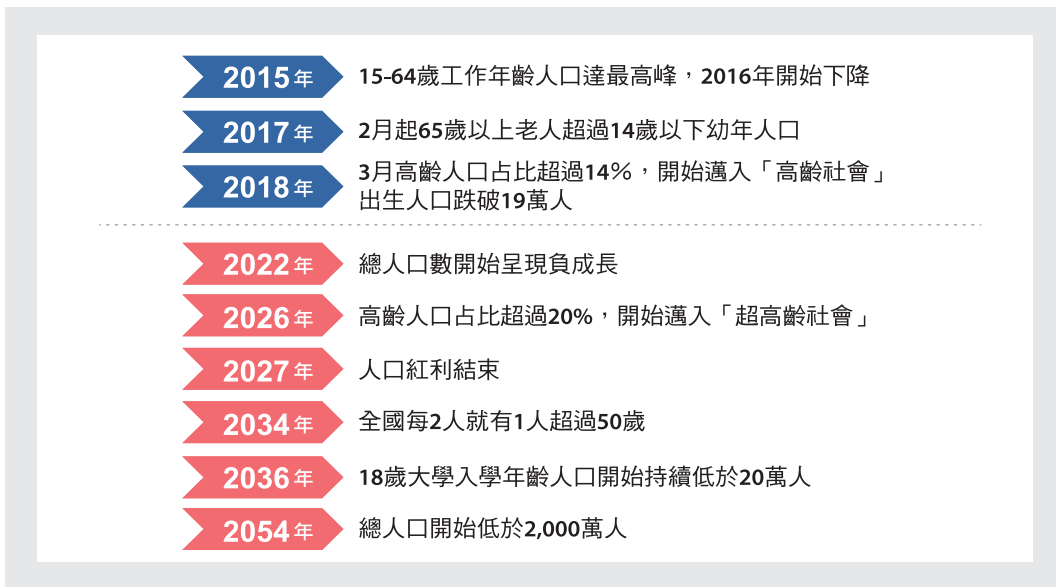 2015年 15-64歲工作年齡人口達最高峰，2016年開始下降
2017年 2月起65歲以上老人超過14歲以下幼年人口
2018年 3月高齡人口占比超過14%，開始邁入「高齡社會」
出生人口跌破19萬人
2022年 總人口數開始呈現負成長
2026年 高齡人口占比超過20%，開始邁入「超高齡社會」
2027年 人口紅利結束
2034年 全國每2人就有1人超過50歲
2036年 18歲大學入學年齡人口開始持續低於20萬人
2054年 總人口開始低於2,000萬人